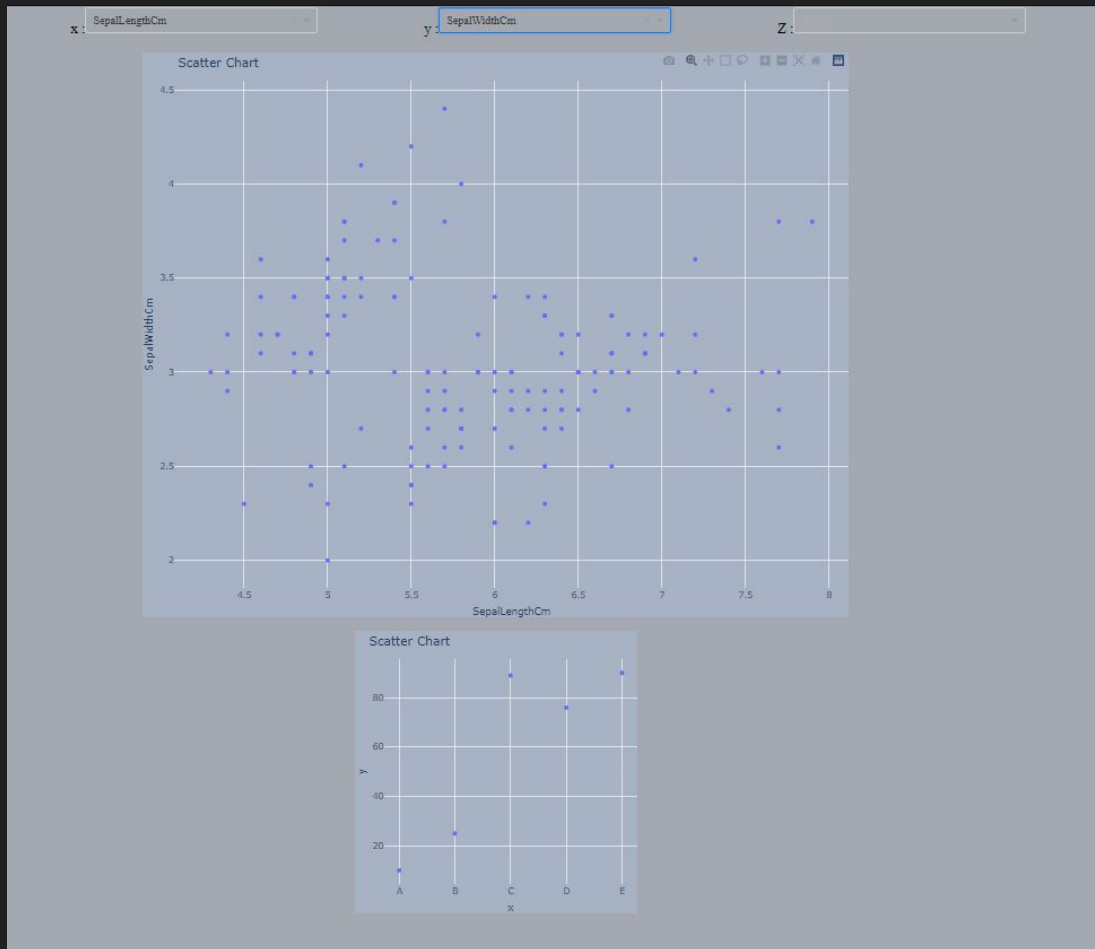 x : SepalLengthCm y : SepalWidthCm Z :
Scatter Chart
4.5
4
3.5
3
2.5
2
SepalWidthCm
4.5 5 5.5 6 6.5 7 7.5 8
SepalLengthCm
Scatter Chart
80
60
40
20
y
A B C D E
x